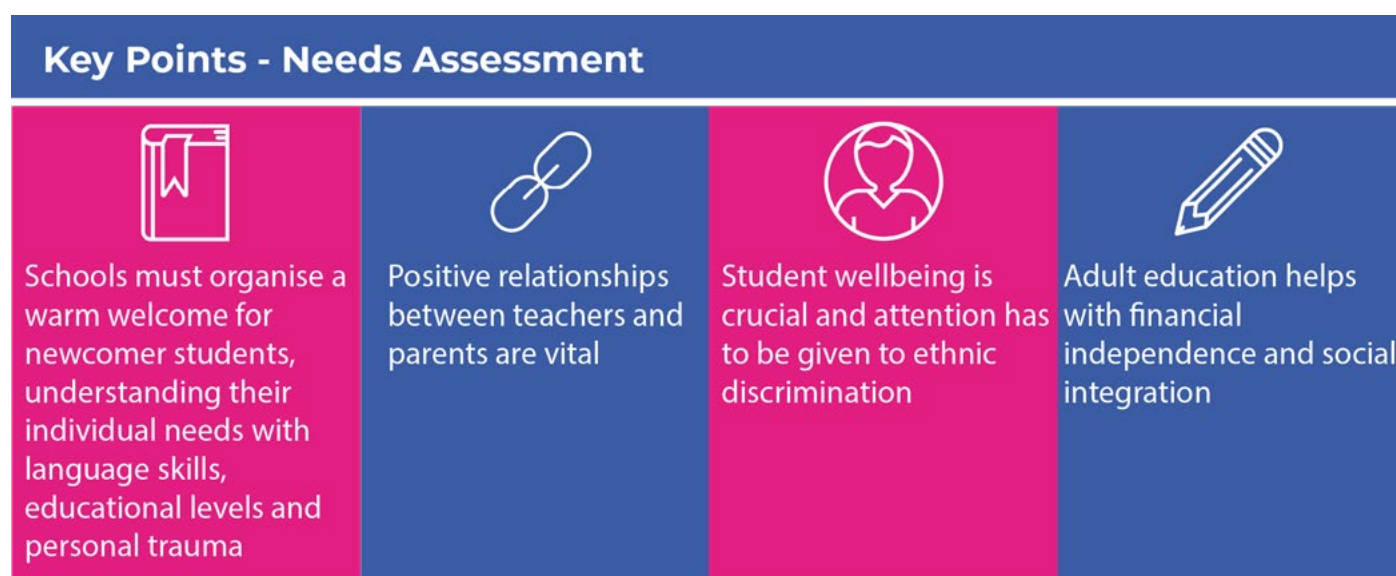 Key Points - Needs Assessment
Schools must organise a
warm welcome for
newcomer students,
understanding their
individual needs with
language skills,
educational levels and
personal trauma
Positive relationships
between teachers and
parents are vital
Student wellbeing is
crucial and attention has
to be given to ethnic
discrimination
Adult education helps
with financial
independence and social
integration